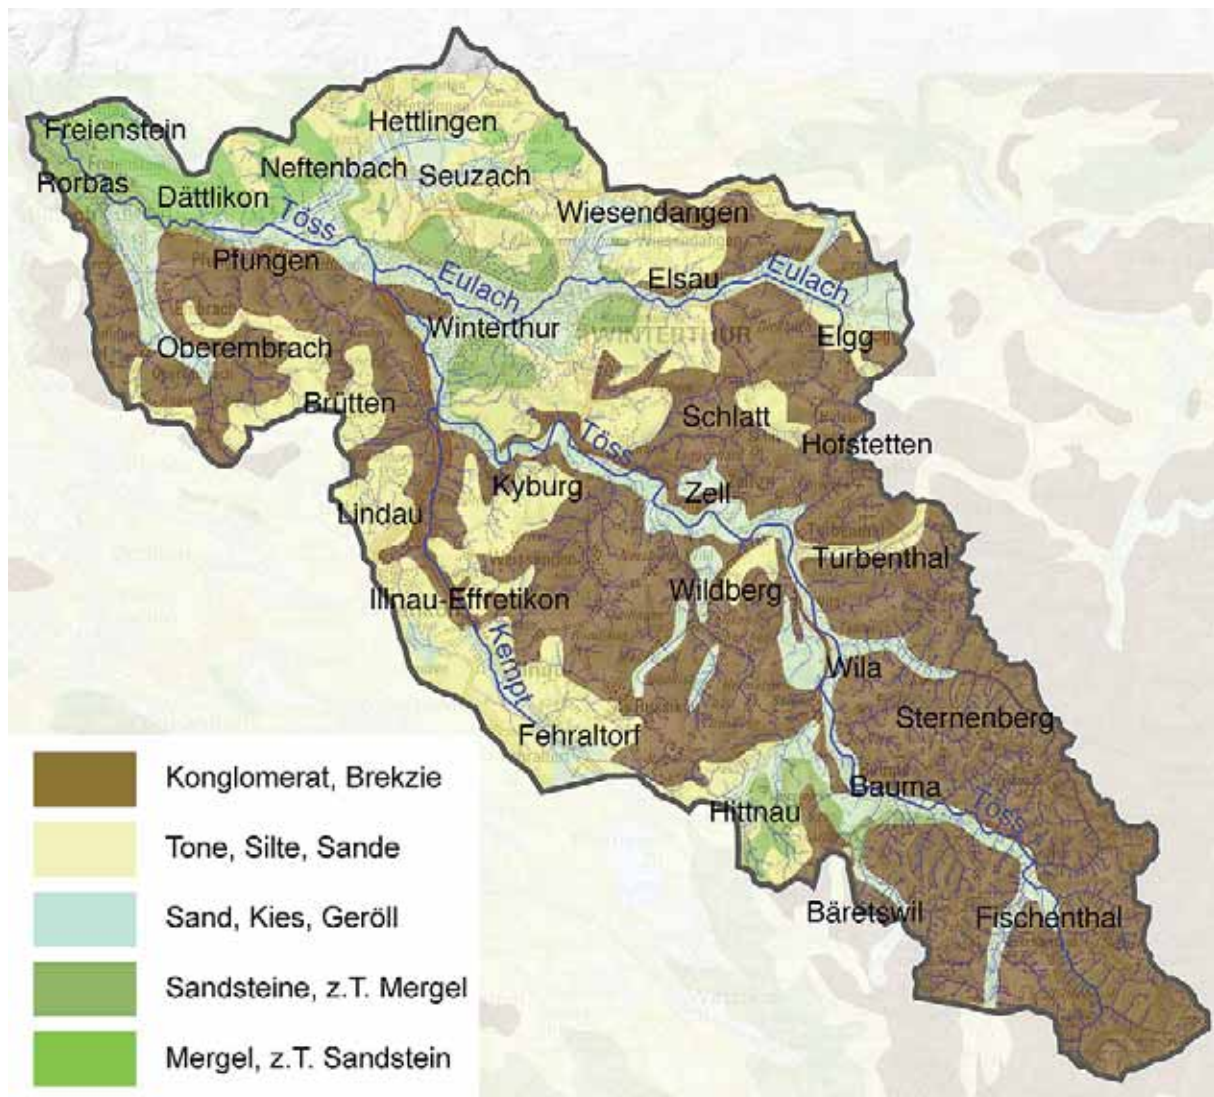 Hettlingen
Freienstein
Neftenbach
Seuzach
Rorbas
Dättlikon
Töss
Wiesendangen
Pfungen
Eulach
Elsau
Eulach
Winterthur
WINTERTHUR
Elgg
Oberembrach
Brütten
Schlatt
Töss
Hofstetten
Kyburg
Zell
Lindau
Turbenthal
Wildberg
Illnau-Effretikon
Kempt
Wila
Sternenberg
Fehraltorf
Bauma
Töss
Hittnau
Bäretswil
Fischenthal
Konglomerat, Brekzie
Tone, Silte, Sande
Sand, Kies, Geröll
Sandsteine, z.T. Mergel
Mergel, z.T. Sandstein